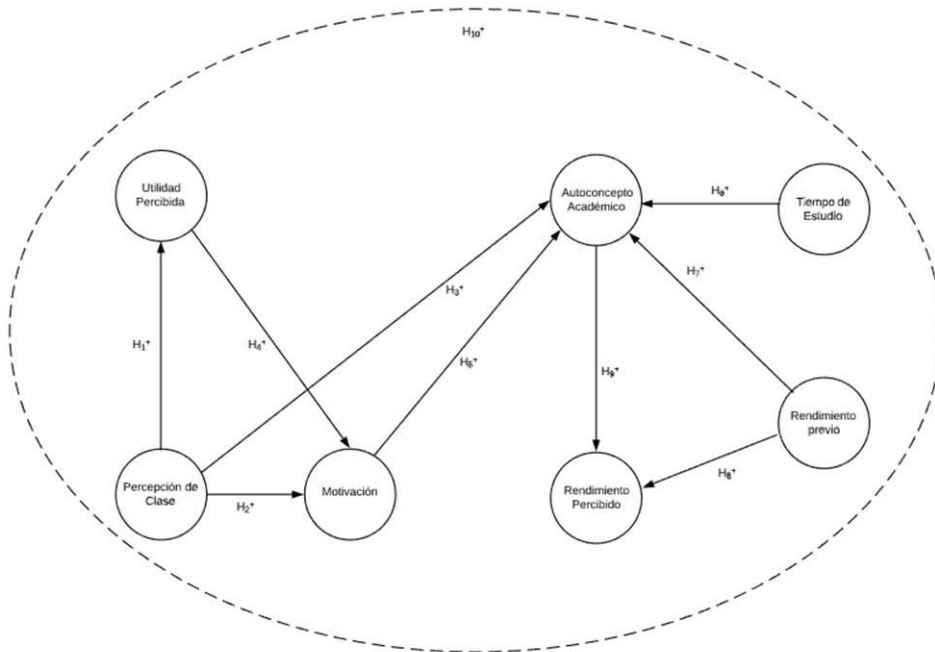 H₁₀⁺
Utilidad
Percibida
Autoconcepto
Académico
H₆⁺
Tiempo de
Estudio
H₇⁺
H₃⁺
H₁⁺
H₄⁺
H₅⁺
H₉⁺
Rendimiento
previo
Percepción de
Clase
H₂⁺
Motivación
Rendimiento
Percibido
H₈⁺